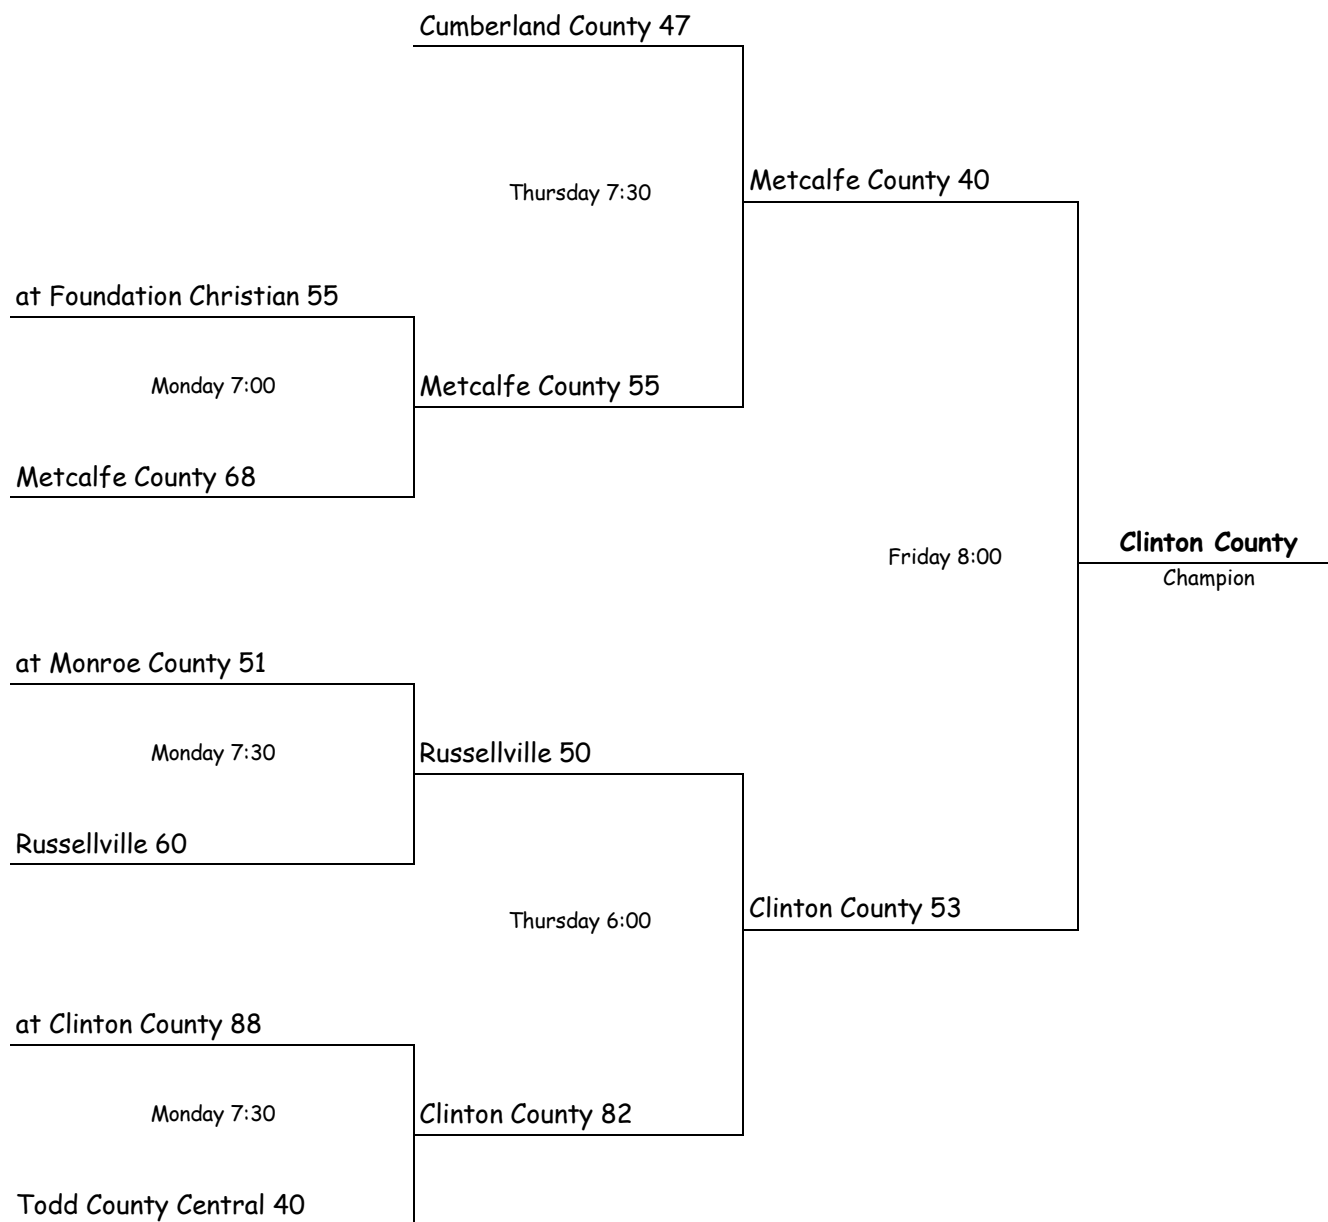 Cumberland County 47
Thursday 7:30
Metcalfe County 40
at Foundation Christian 55
Monday 7:00
Metcalfe County 55
Metcalfe County 68
Friday 8:00
Clinton County
Champion
at Monroe County 51
Monday 7:30
Russellville 50
Russellville 60
Thursday 6:00
Clinton County 53
at Clinton County 88
Monday 7:30
Clinton County 82
Todd County Central 40